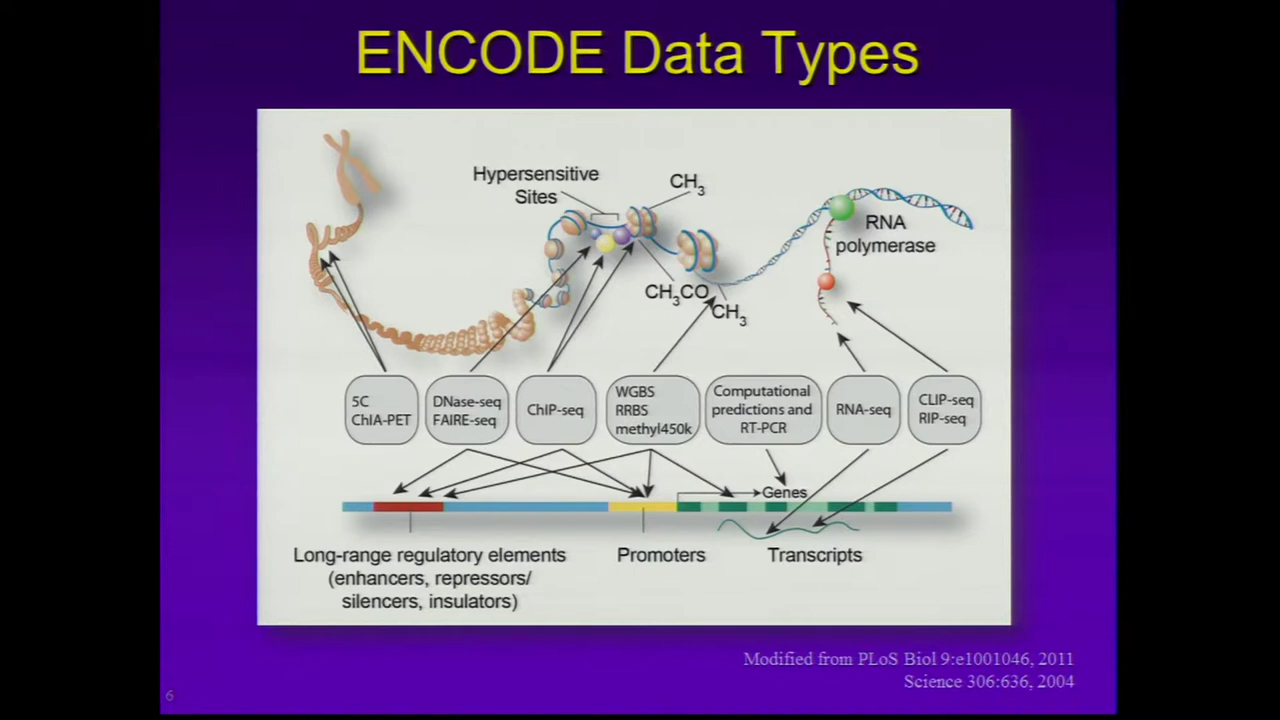 ENCODE Data Types
Hypersensitive
Sites
CH3
RNA
polymerase
CH3CO
CH3
5C
ChIA-PET
DNase-seq
FAIRE-seq
ChIP-seq
WGBS
RRBS
methyl450k
Computational
predictions and
RT-PCR
RNA-seq
CLIP-seq
RIP-seq
Genes
Long-range regulatory elements
(enhancers, repressors/
silencers, insulators)
Promoters
Transcripts
Modified from PLoS Biol 9:e1001046, 2011
Science 306:636, 2004
6